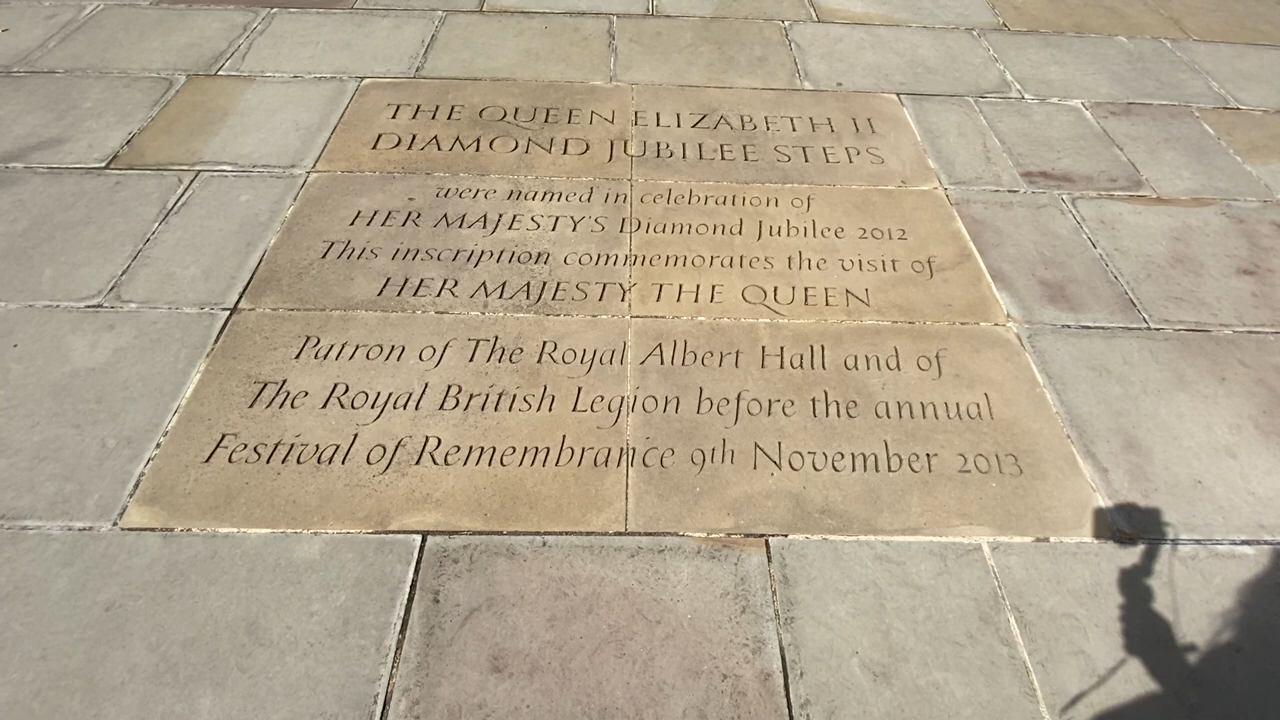 THE QUEEN ELIZABETH II
DIAMOND JUBILEE STEPS
were named in celebration of
HER MAJESTY'S Diamond Jubilee 2012
This inscription commemorates the visit of
HER MAJESTY THE QUEEN
Patron of The Royal Albert Hall and of
The Royal British Legion before the annual
Festival of Remembrance 9th November 2013